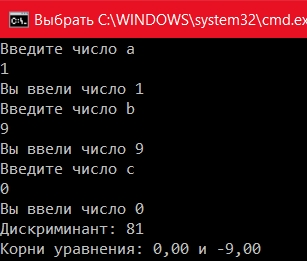 Выбрать C:\WINDOWS\system32\cmd.ex
Введите число a
1
Вы ввели число 1
Введите число b
9
Вы ввели число 9
Введите число c
0
Вы ввели число 0
Дискриминант: 81
Корни уравнения: 0,00 и -9,00